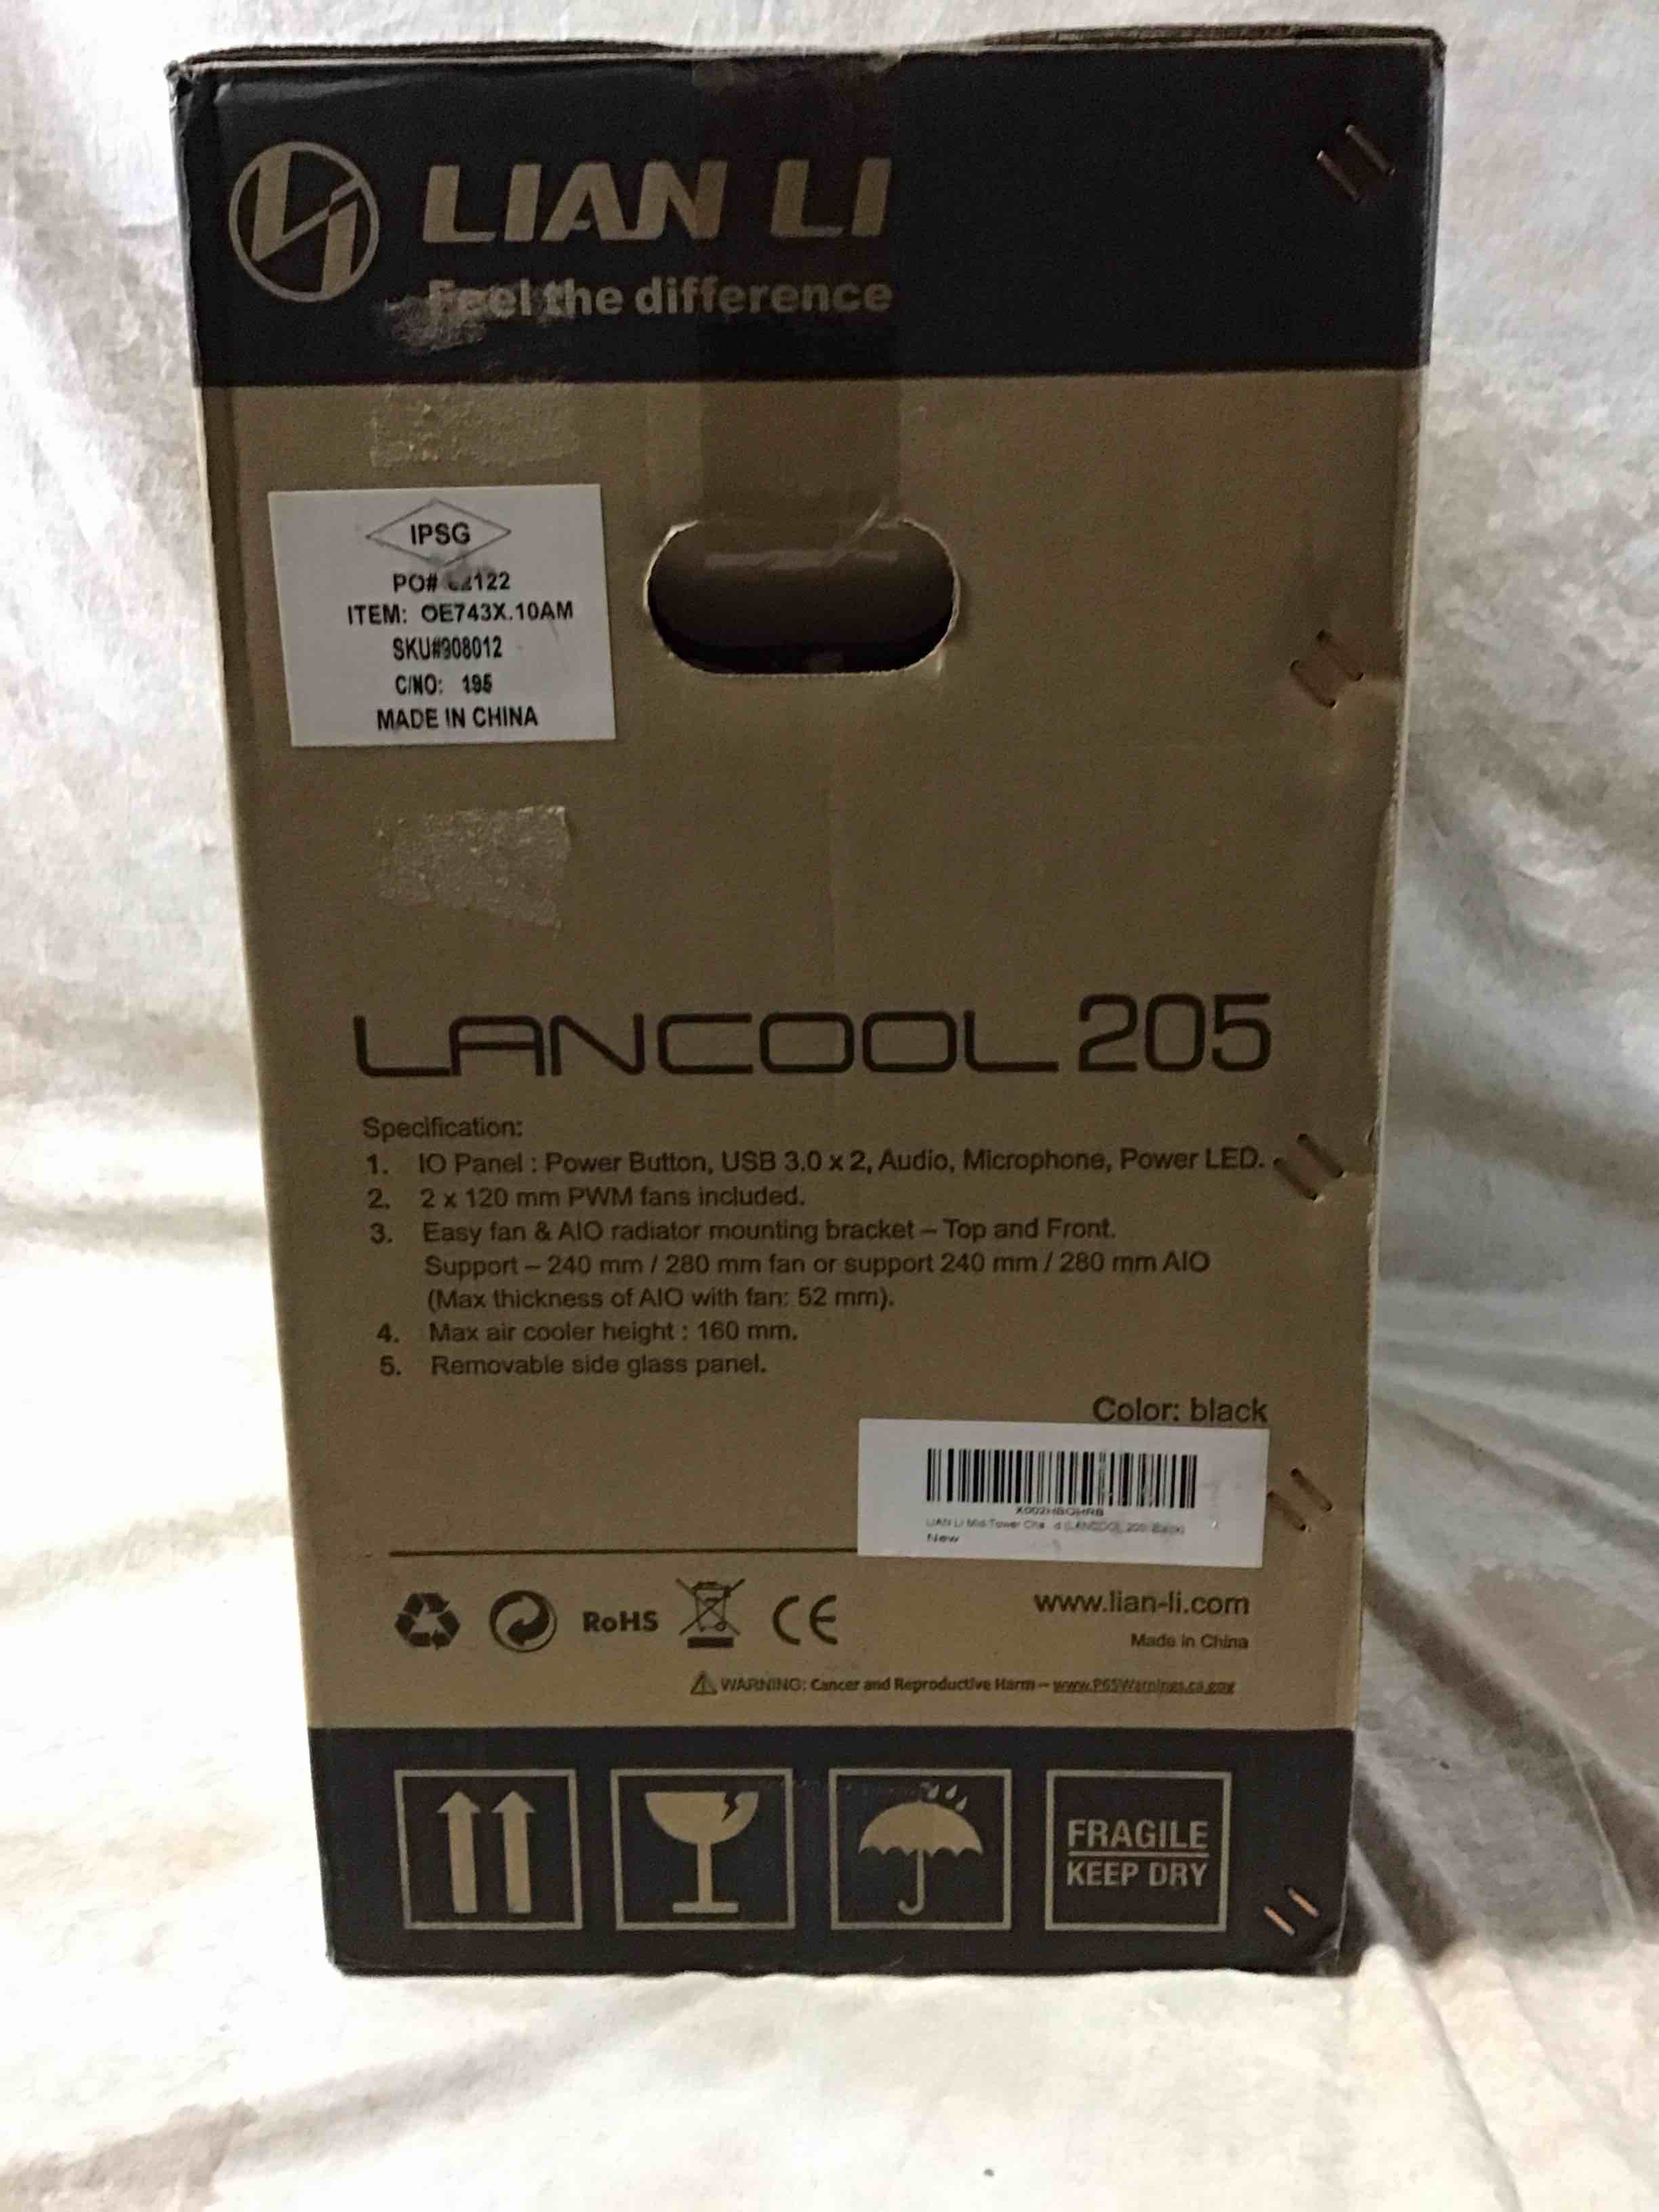 LIAN LI
Feel the difference
IPSG
PO#
ITEM: OE743X.10AM
SKU#908012
C/NO: 195
MADE IN CHINA
LANCOOL 205
Specification:
1. IO Panel : Power Button, USB 3.0 x 2, Audio, Microphone, Power LED.
2. 2 x 120 mm PWM fans included.
3. Easy fan & AIO radiator mounting bracket – Top and Front.
Support – 240 mm / 280 mm fan or support 240 mm / 280 mm AIO
(Max thickness of AIO with fan: 52 mm).
4. Max air cooler height : 160 mm.
5. Removable side glass panel.
Color: black
LIAN LI Mid-Tower
New
RoHS
CE
www.lian-li.com
Made in China
WARNING: Cancer and Reproductive Harm – www.P65Warnings.ca.gov
FRAGILE
KEEP DRY